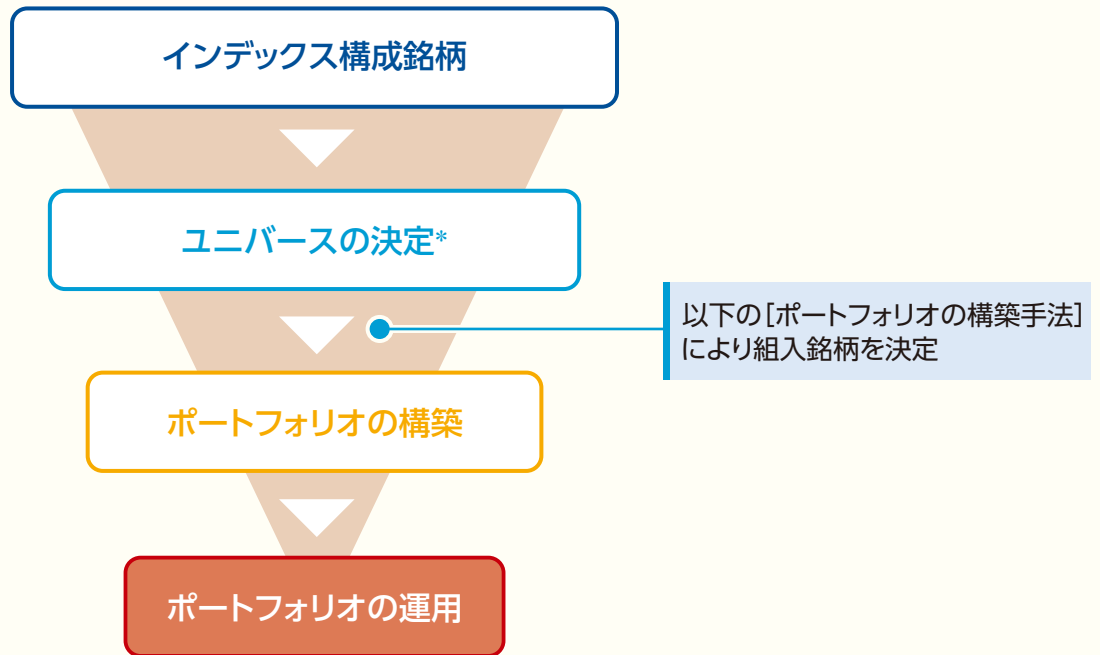 インデックス構成銘柄
ユニバースの決定*
以下の[ポートフォリオの構築手法]
により組入銘柄を決定
ポートフォリオの構築
ポートフォリオの運用